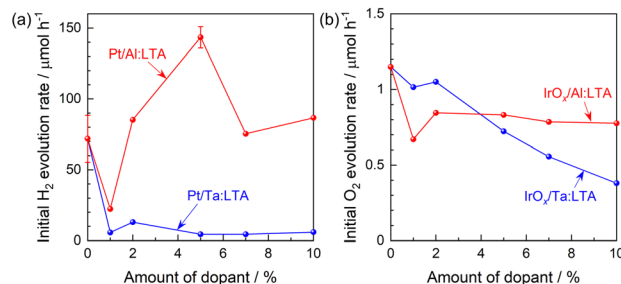 (a)
Initial H₂ evolution rate / μmol h⁻¹
150
100
50
0
Pt/Al:LTA
Pt/Ta:LTA
0 2 4 6 8 10
Amount of dopant / %
(b)
Initial O₂ evolution rate / μmol h⁻¹
1.5
1
0.5
0
IrOₓ/Al:LTA
IrOₓ/Ta:LTA
0 2 4 6 8 10
Amount of dopant / %